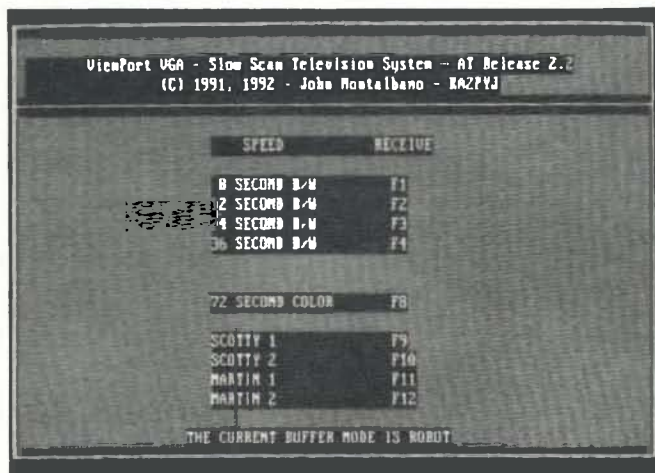 ViewPort VGA - Slow Scan Television System - AT Release 2.2
(C) 1991, 1992 - John Montalbano - KA2PYJ
SPEED RECEIVE
8 SECOND B/W F1
2 SECOND B/W F2
4 SECOND B/W F3
36 SECOND B/W F4
72 SECOND COLOR F8
SCOTTY 1 F9
SCOTTY 2 F10
MARTIN 1 F11
MARTIN 2 F12
THE CURRENT BUFFER MODE IS ROBOT